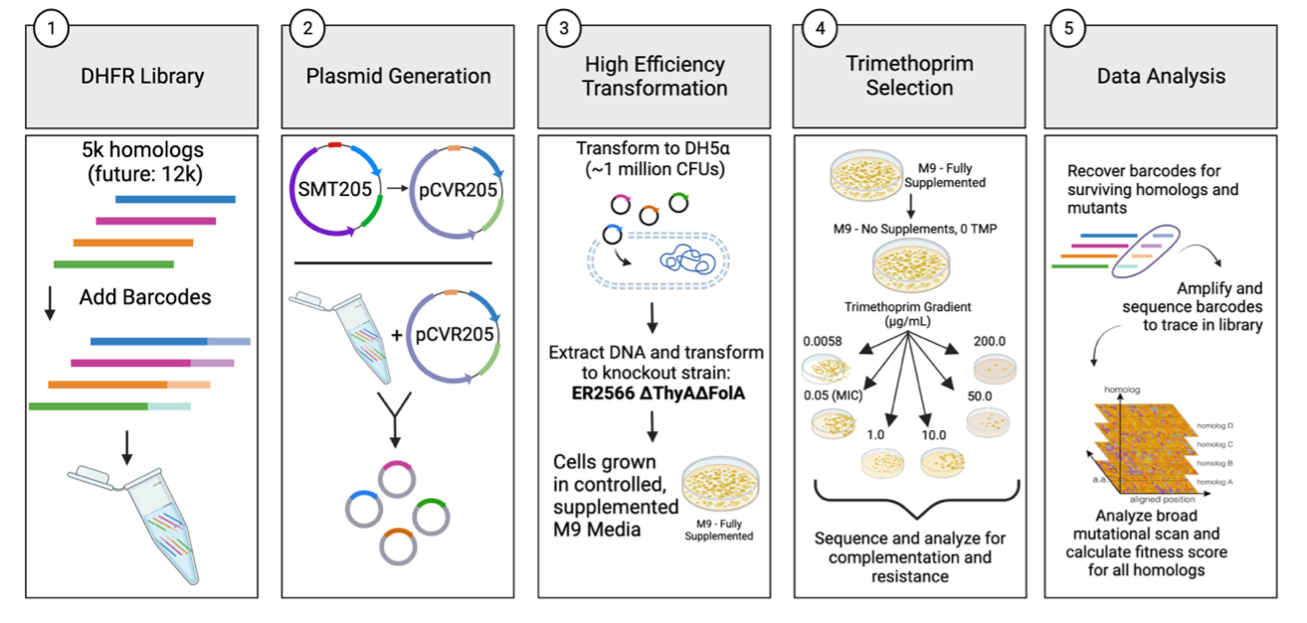 1
DHFR Library
5k homologs
(future: 12k)
Add Barcodes
2
Plasmid Generation
SMT205
pCVR205
+
pCVR205
3
High Efficiency
Transformation
Transform to DH5α
(~1 million CFUs)
Extract DNA and transform
to knockout strain:
ER2566 ΔThyAΔFolA
Cells grown
in controlled,
supplemented
M9 Media
M9 - Fully
Supplemented
4
Trimethoprim
Selection
M9 - Fully
Supplemented
M9 - No Supplements, 0 TMP
Trimethoprim Gradient
(μg/mL)
0.0058
200.0
0.05 (MIC)
50.0
1.0
10.0
Sequence and analyze for
complementation and
resistance
5
Data Analysis
Recover barcodes for
surviving homologs and
mutants
Amplify and
sequence barcodes
to trace in library
homolog
homolog D
homolog C
homolog B
homolog A
a.a.
aligned position
Analyze broad
mutational scan and
calculate fitness score
for all homologs